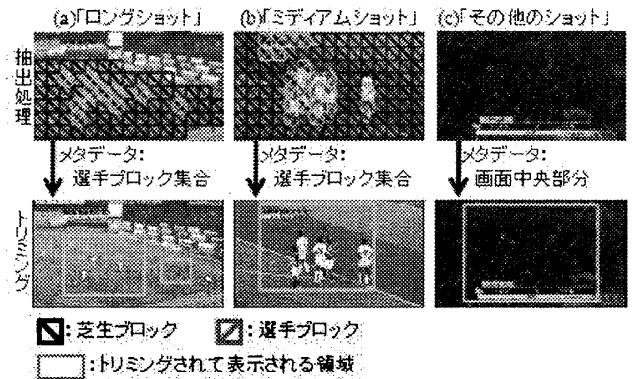 (a)「ロングショット」 (b)「ミディアムショット」 (c)「その他のショット」
抽出処理
メタデータ: メタデータ: メタデータ:
選手ブロック集合 選手ブロック集合 画面中央部分
トリミング
: 芝生ブロック : 選手ブロック
: トリミングされて表示される領域